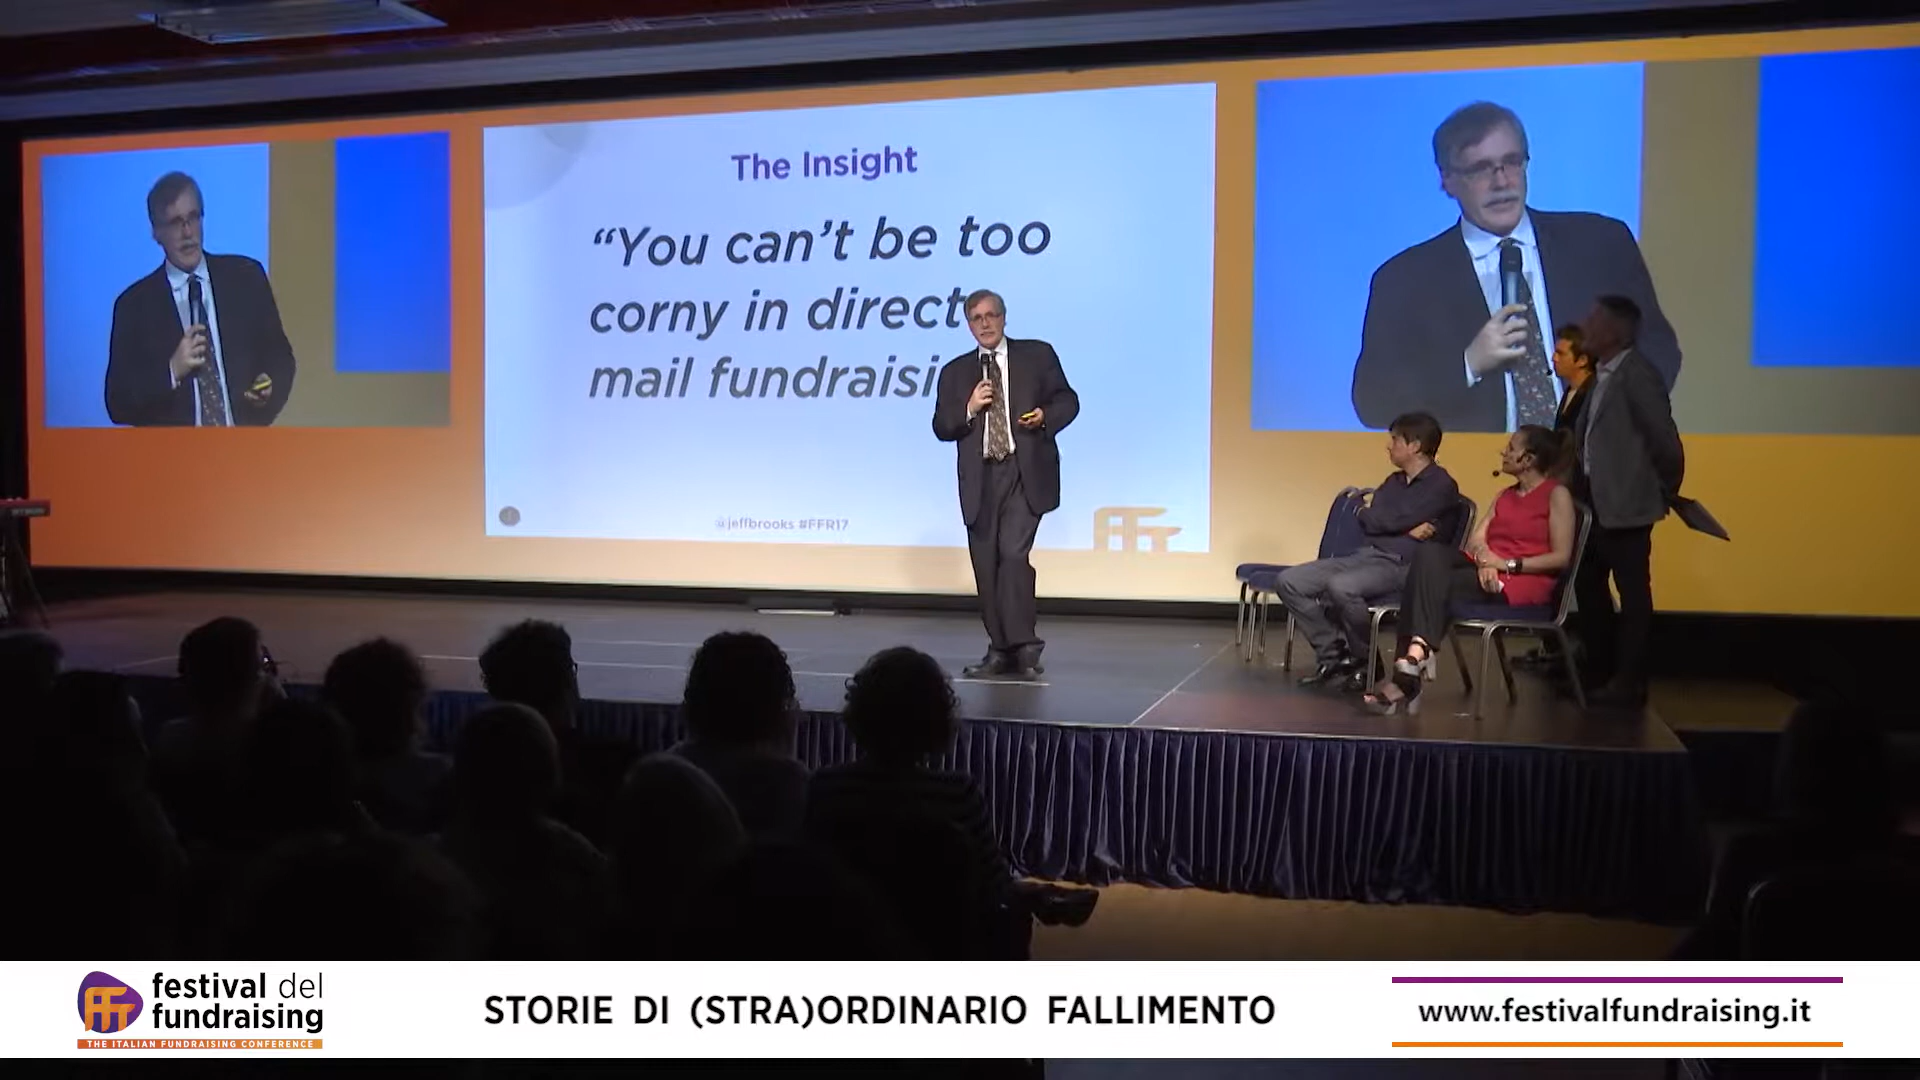 The Insight
“You can’t be too
corny in direct
mail fundraisi
@jeffbrooks #FFR17
festival del
fundraising
THE ITALIAN FUNDRAISING CONFERENCE
STORIE DI (STRA)ORDINARIO FALLIMENTO
www.festivalfundraising.it